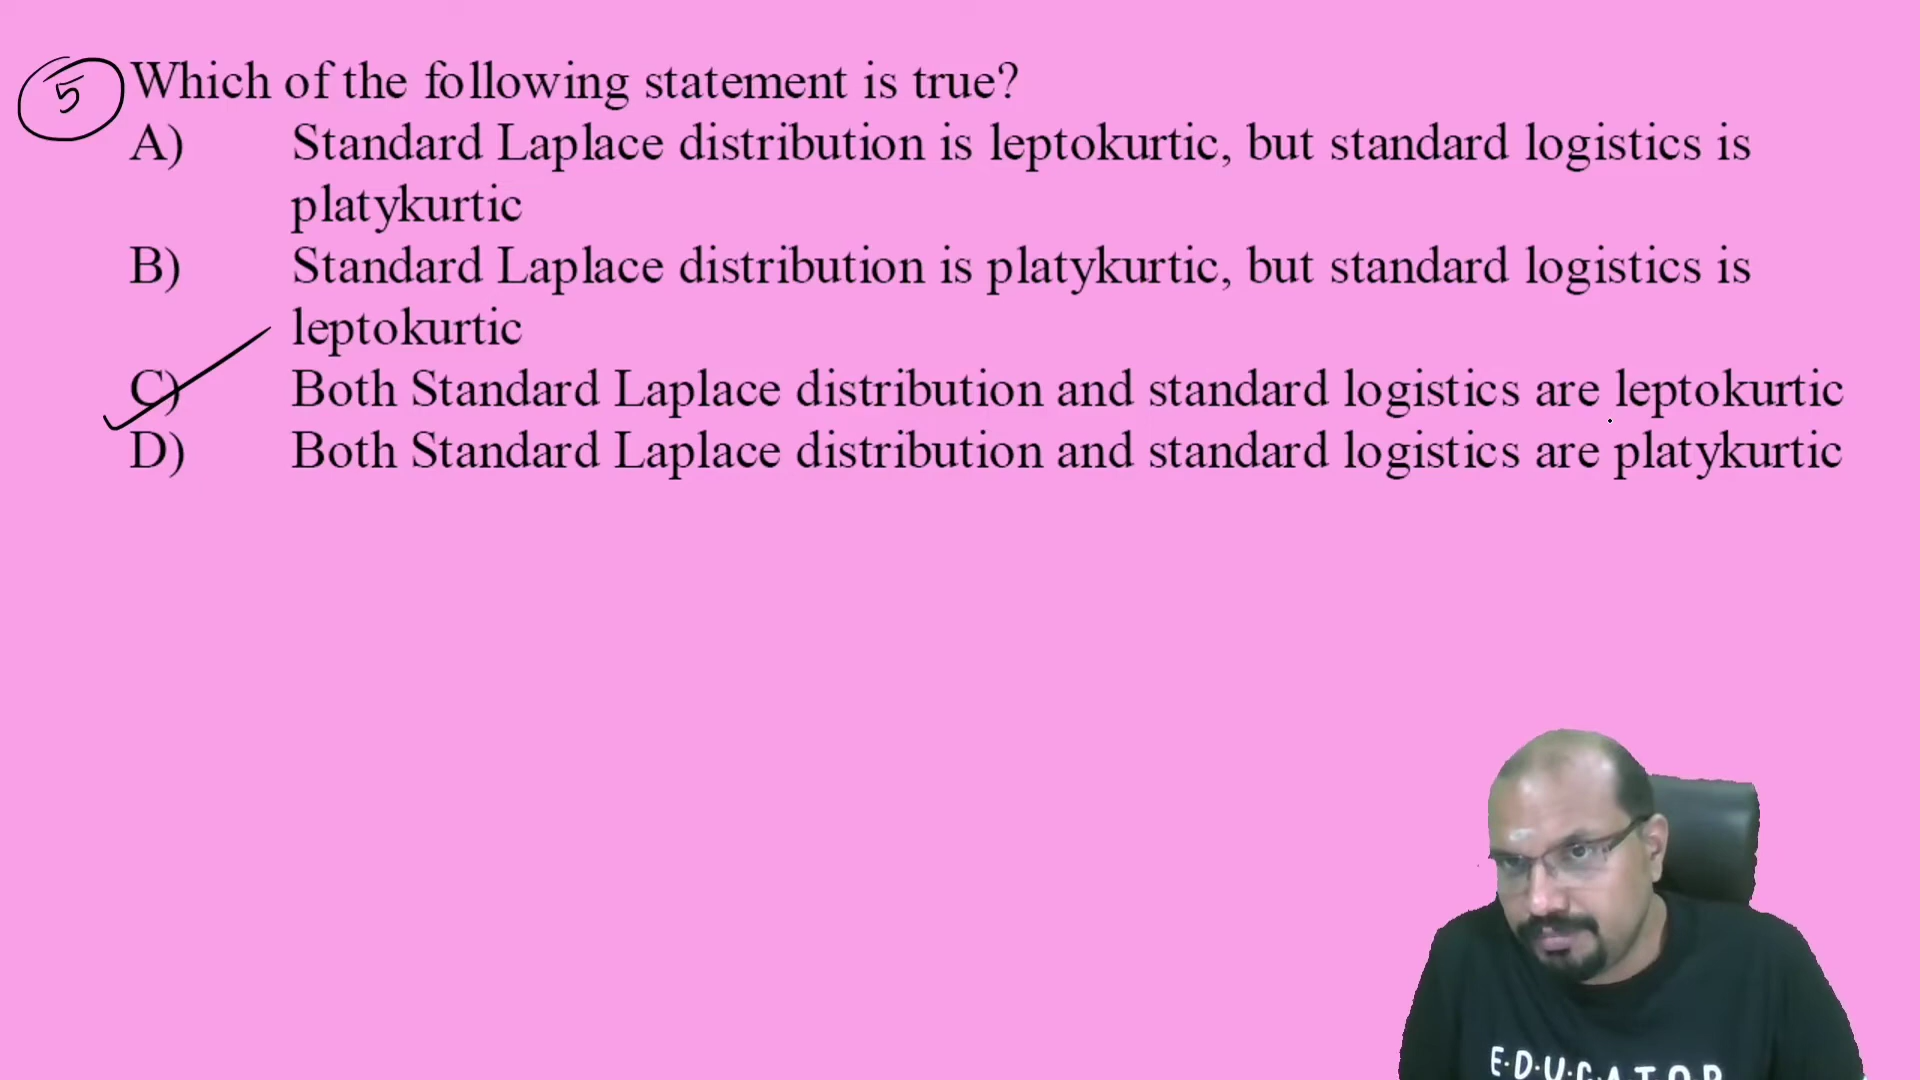 5 Which of the following statement is true?
A) Standard Laplace distribution is leptokurtic, but standard logistics is
platykurtic
B) Standard Laplace distribution is platykurtic, but standard logistics is
leptokurtic
C) Both Standard Laplace distribution and standard logistics are leptokurtic
D) Both Standard Laplace distribution and standard logistics are platykurtic
E·D·U·C·A·T·O·R